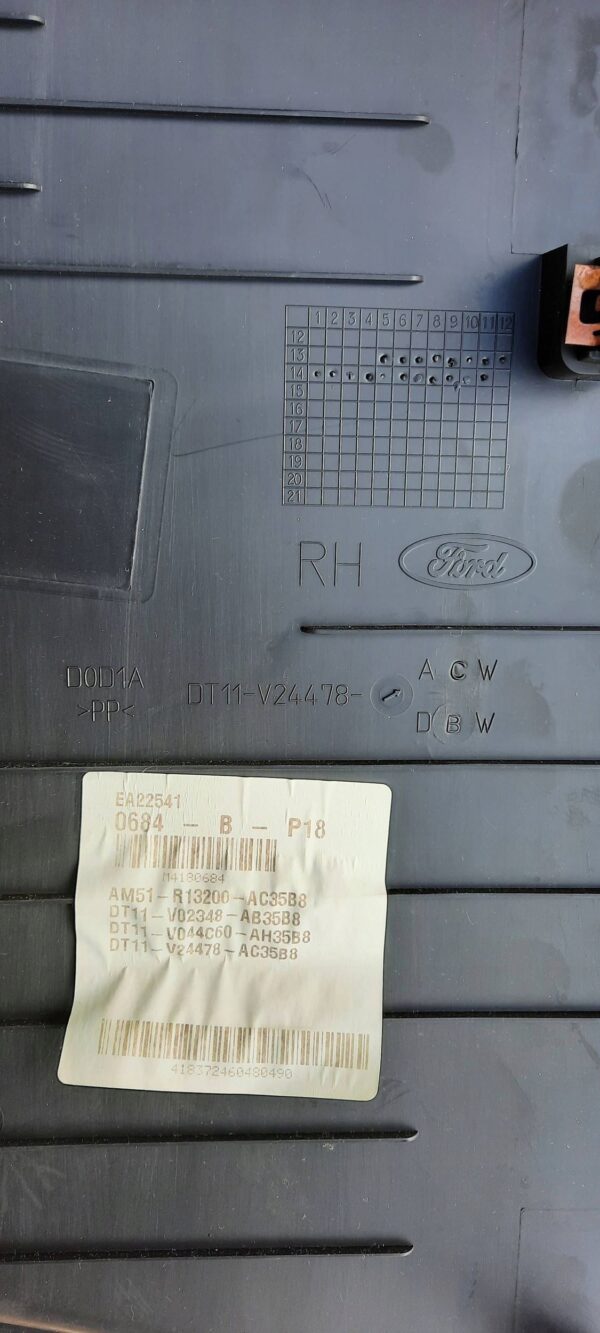 1 2 3 4 5 6 7 8 9 10 11 12
12
13
14
15
16
17
18
19
20
21
RH Ford
D0D1A
>PP<
DT11-V24478-
A C W
D B W
EA22541
0684 - B - P18
M4180684
AM51-R13200-AC35B8
DT11-V02348-AB35B8
DT11-V044C60-AH35B8
DT11-V24478-AC35B8
418372460480490